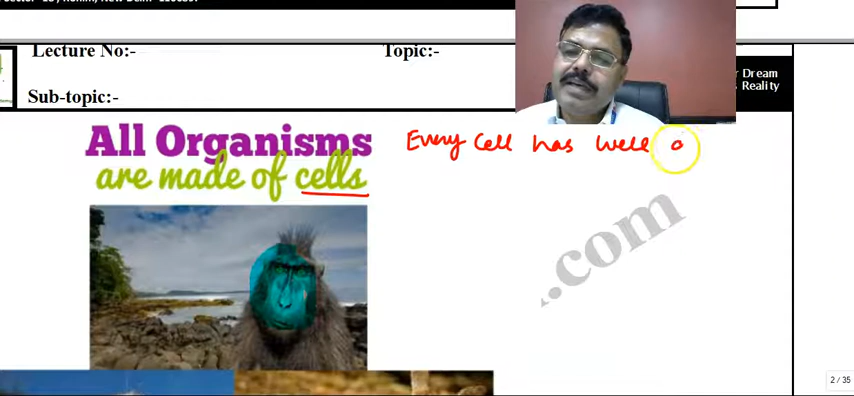 Lecture No:-
Topic:-
r Dream
s Reality
Sub-topic:-
All Organisms
are made of cells
Every Cell has well o
.com
2 / 35